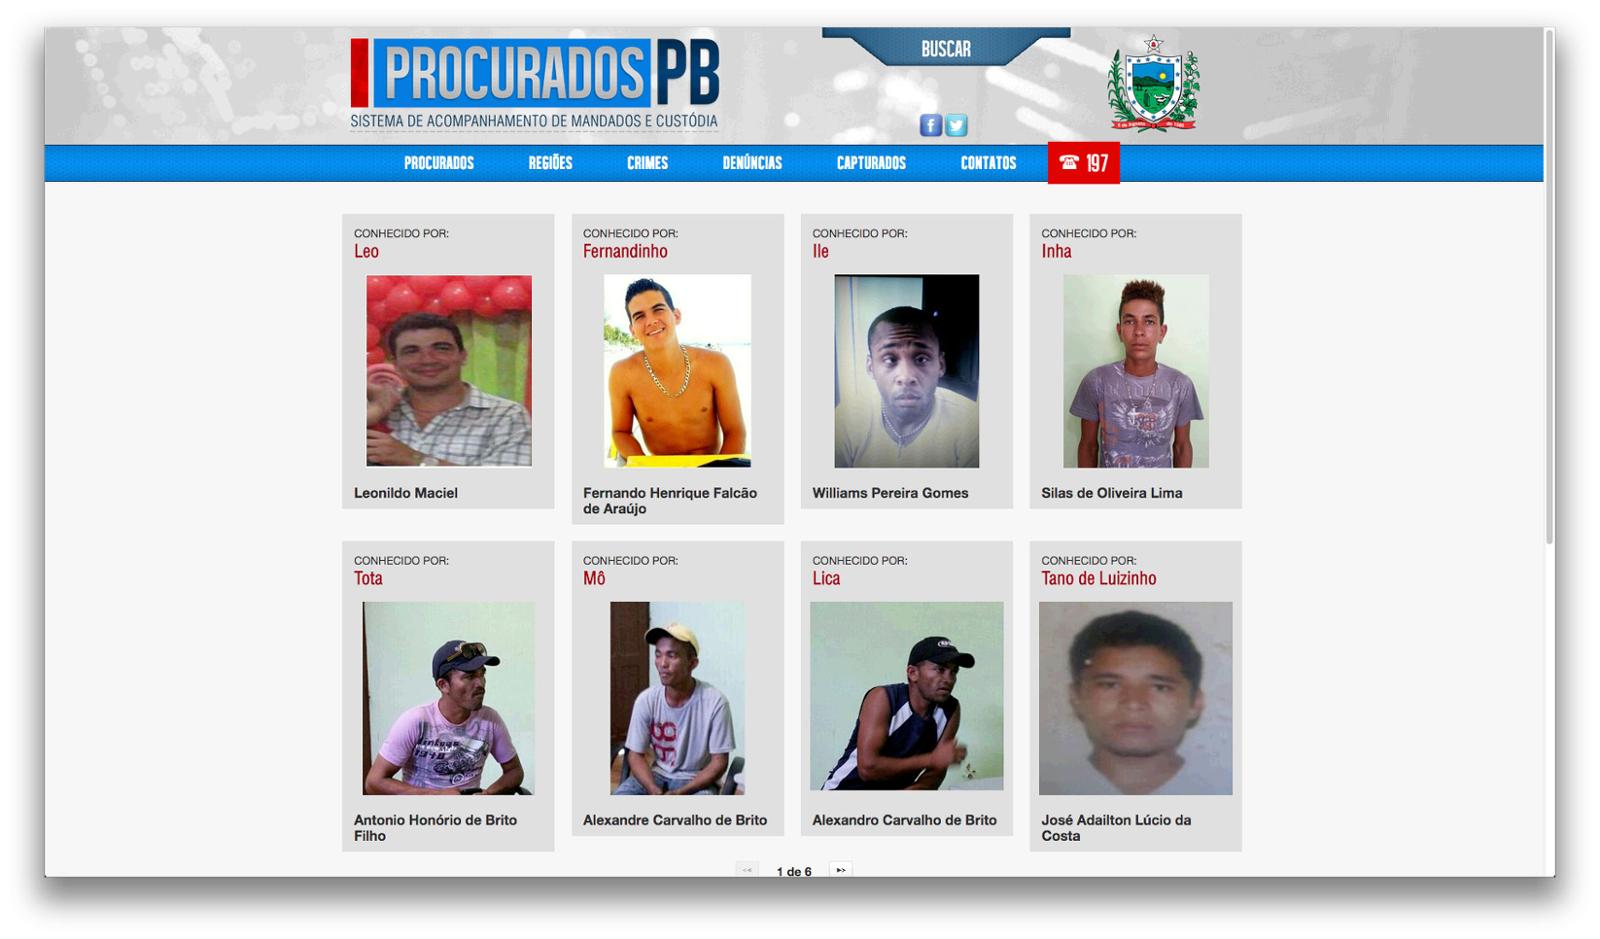 PROCURADOS PB
SISTEMA DE ACOMPANHAMENTO DE MANDADOS E CUSTÓDIA
BUSCAR
PROCURADOS REGIÕES CRIMES DENÚNCIAS CAPTURADOS CONTATOS 197
CONHECIDO POR:
Leo
Leonildo Maciel
CONHECIDO POR:
Fernandinho
Fernando Henrique Falcão
de Araújo
CONHECIDO POR:
Ile
Williams Pereira Gomes
CONHECIDO POR:
Inha
Silas de Oliveira Lima
CONHECIDO POR:
Tota
Antonio Honório de Brito
Filho
CONHECIDO POR:
Mô
Alexandre Carvalho de Brito
CONHECIDO POR:
Lica
Alexandro Carvalho de Brito
CONHECIDO POR:
Tano de Luizinho
José Adailton Lúcio da
Costa
1 de 6